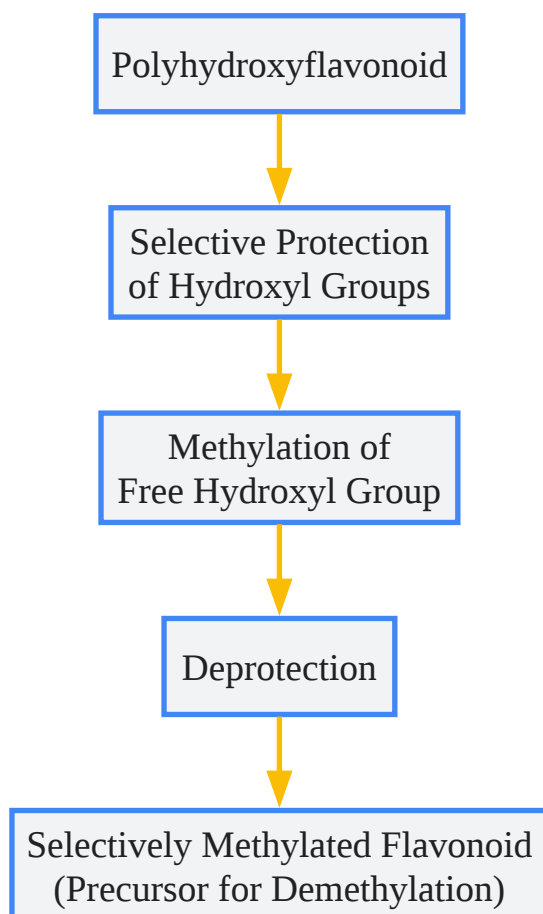 Polyhydroxyflavonoid
Selective Protection
of Hydroxyl Groups
Methylation of
Free Hydroxyl Group
Deprotection
Selectively Methylated Flavonoid
(Precursor for Demethylation)